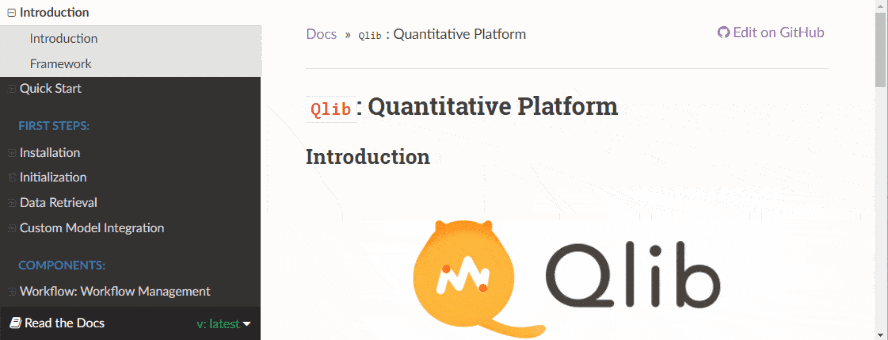 Introduction
Introduction
Framework
Quick Start
FIRST STEPS:
Installation
Initialization
Data Retrieval
Custom Model Integration
COMPONENTS:
Workflow: Workflow Management
Read the Docs v: latest
Docs » Qlib : Quantitative Platform
Edit on GitHub
Qlib : Quantitative Platform
Introduction
Qlib